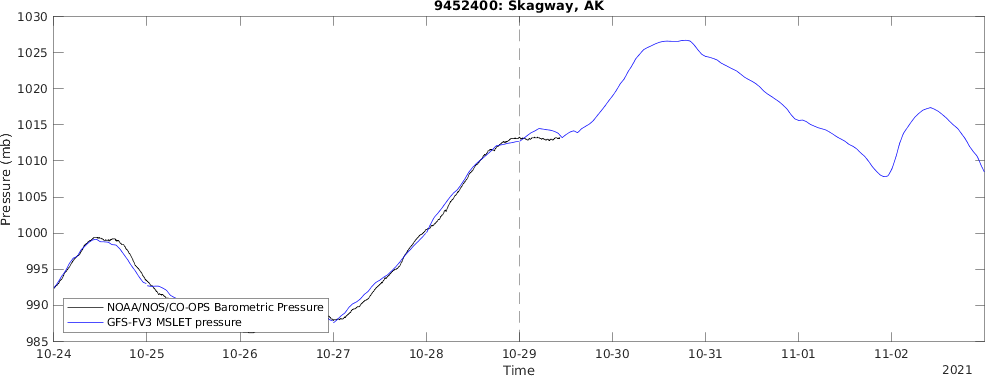 9452400: Skagway, AK
1030
1025
1020
1015
1010
1005
1000
995
990
985
Pressure (mb)
NOAA/NOS/CO-OPS Barometric Pressure
GFS-FV3 MSLET pressure
10-24 10-25 10-26 10-27 10-28 10-29 10-30 10-31 11-01 11-02
Time
2021